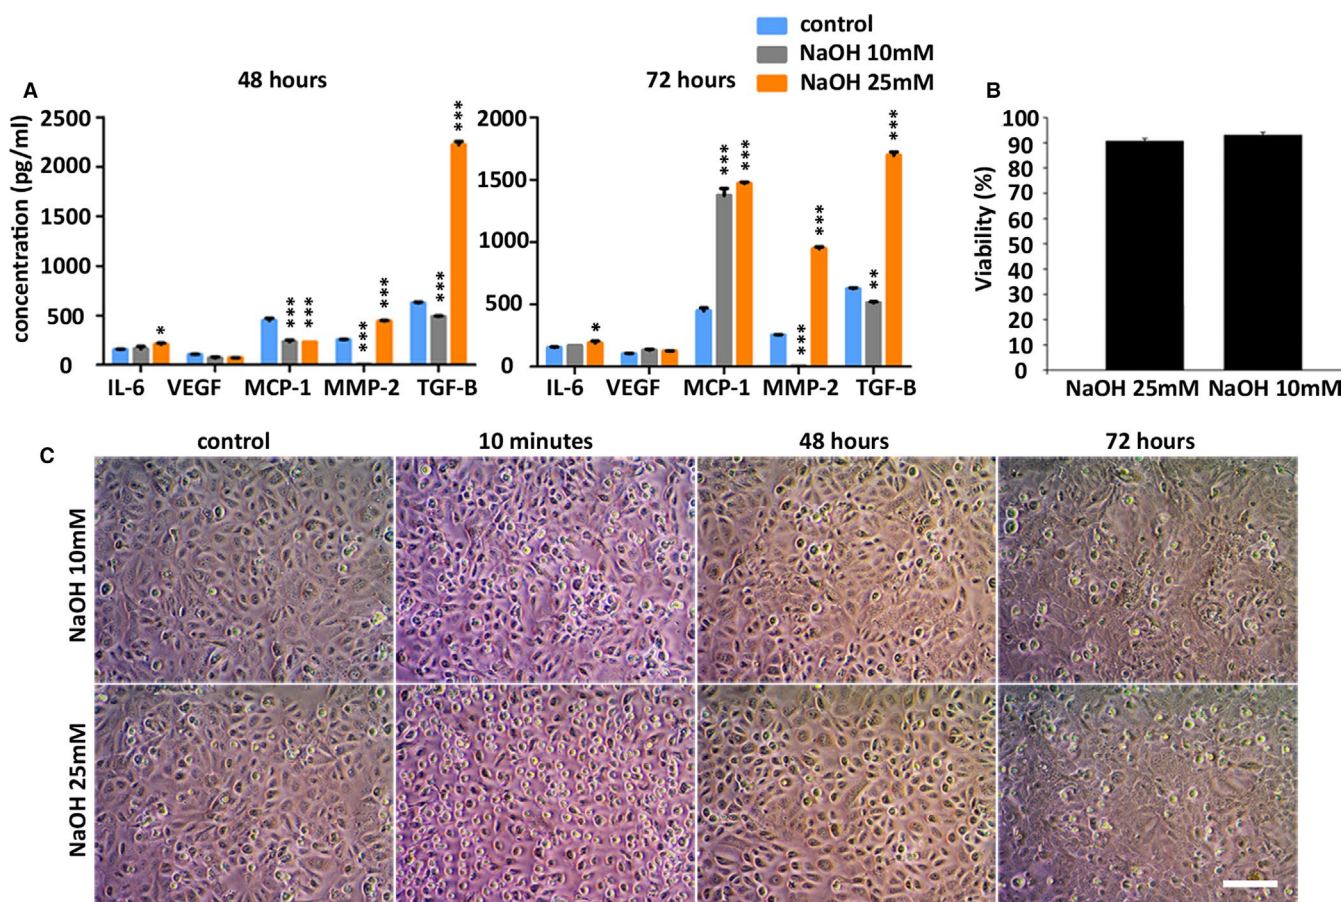 control
NaOH 10mM
NaOH 25mM
A
48 hours
concentration (pg/ml)
2500
2000
1500
1000
500
0
*
***
***
***
***
***
***
IL-6 VEGF MCP-1 MMP-2 TGF-B
72 hours
2000
1500
1000
500
0
*
***
***
***
***
**
***
IL-6 VEGF MCP-1 MMP-2 TGF-B
B
Viability (%)
100
90
80
70
60
50
40
30
20
10
0
NaOH 25mM NaOH 10mM
C
control 10 minutes 48 hours 72 hours
NaOH 10mM
NaOH 25mM